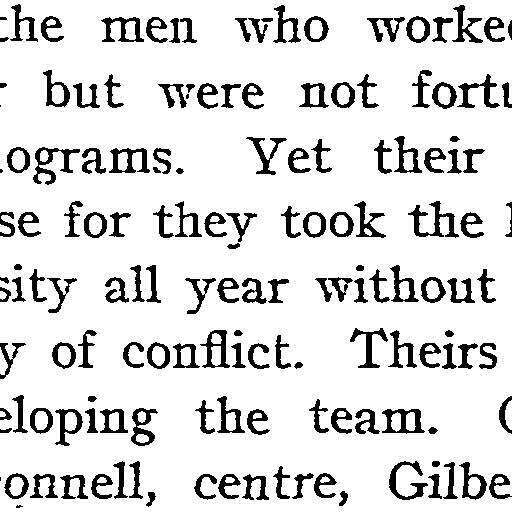 the men who worked
r but were not fortu
ograms. Yet their
se for they took the
sity all year without
y of conflict. Theirs
eloping the team.
onnell, centre, Gilbe